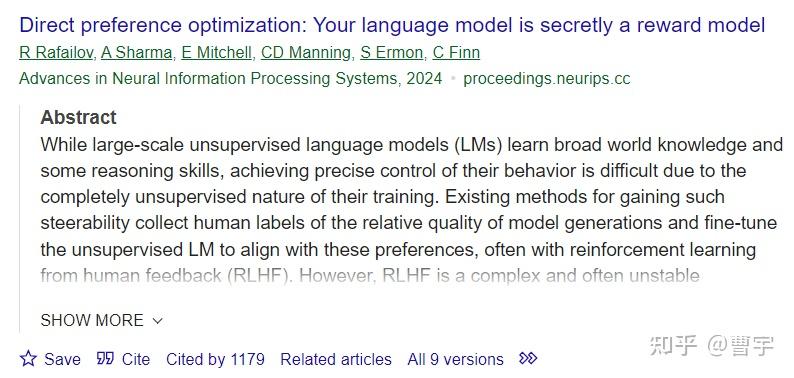 Direct preference optimization: Your language model is secretly a reward model
R Rafailov, A Sharma, E Mitchell, CD Manning, S Ermon, C Finn
Advances in Neural Information Processing Systems, 2024 • proceedings.neurips.cc
Abstract
While large-scale unsupervised language models (LMs) learn broad world knowledge and
some reasoning skills, achieving precise control of their behavior is difficult due to the
completely unsupervised nature of their training. Existing methods for gaining such
steerability collect human labels of the relative quality of model generations and fine-tune
the unsupervised LM to align with these preferences, often with reinforcement learning
from human feedback (RLHF). However, RLHF is a complex and often unstable
SHOW MORE
Save Cite Cited by 1179 Related articles All 9 versions
知乎 @曹宇